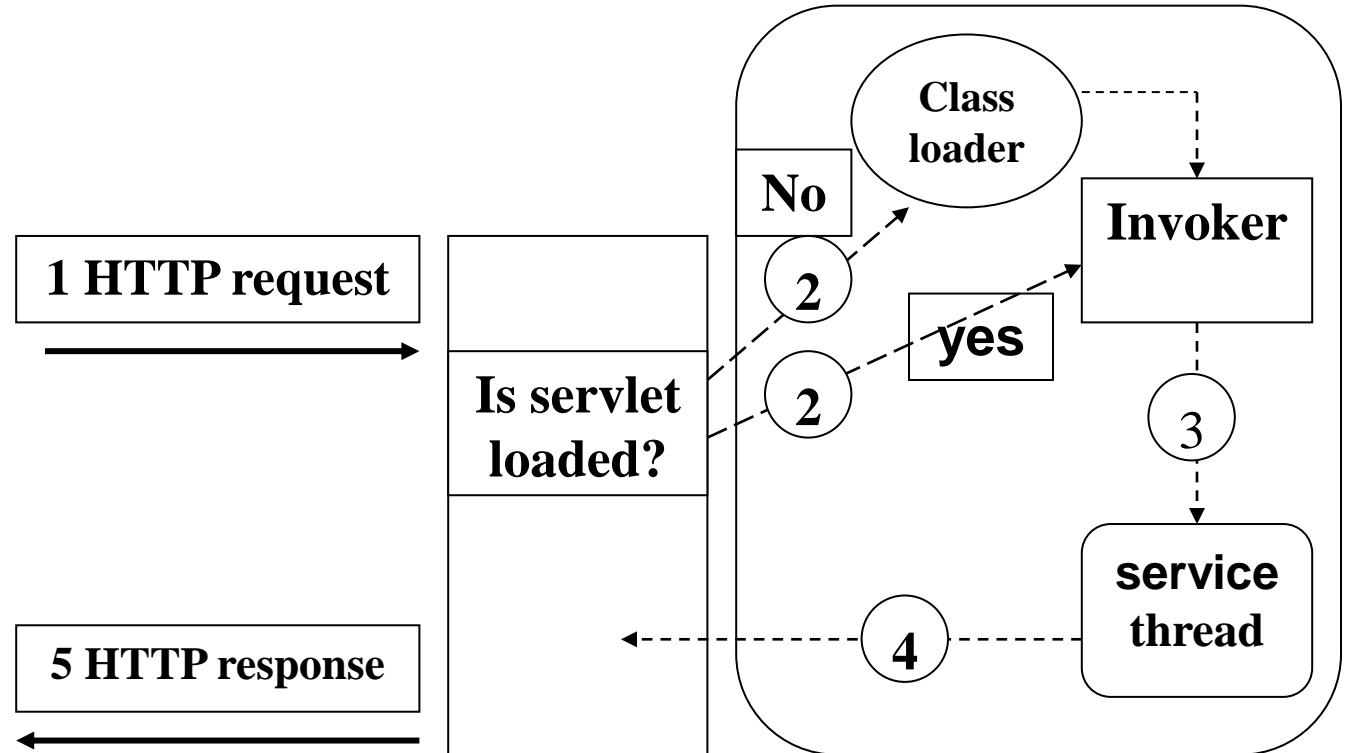 Class
loader
No
Invoker
1 HTTP request
2
yes
Is servlet
loaded?
2
3
service
thread
4
5 HTTP response